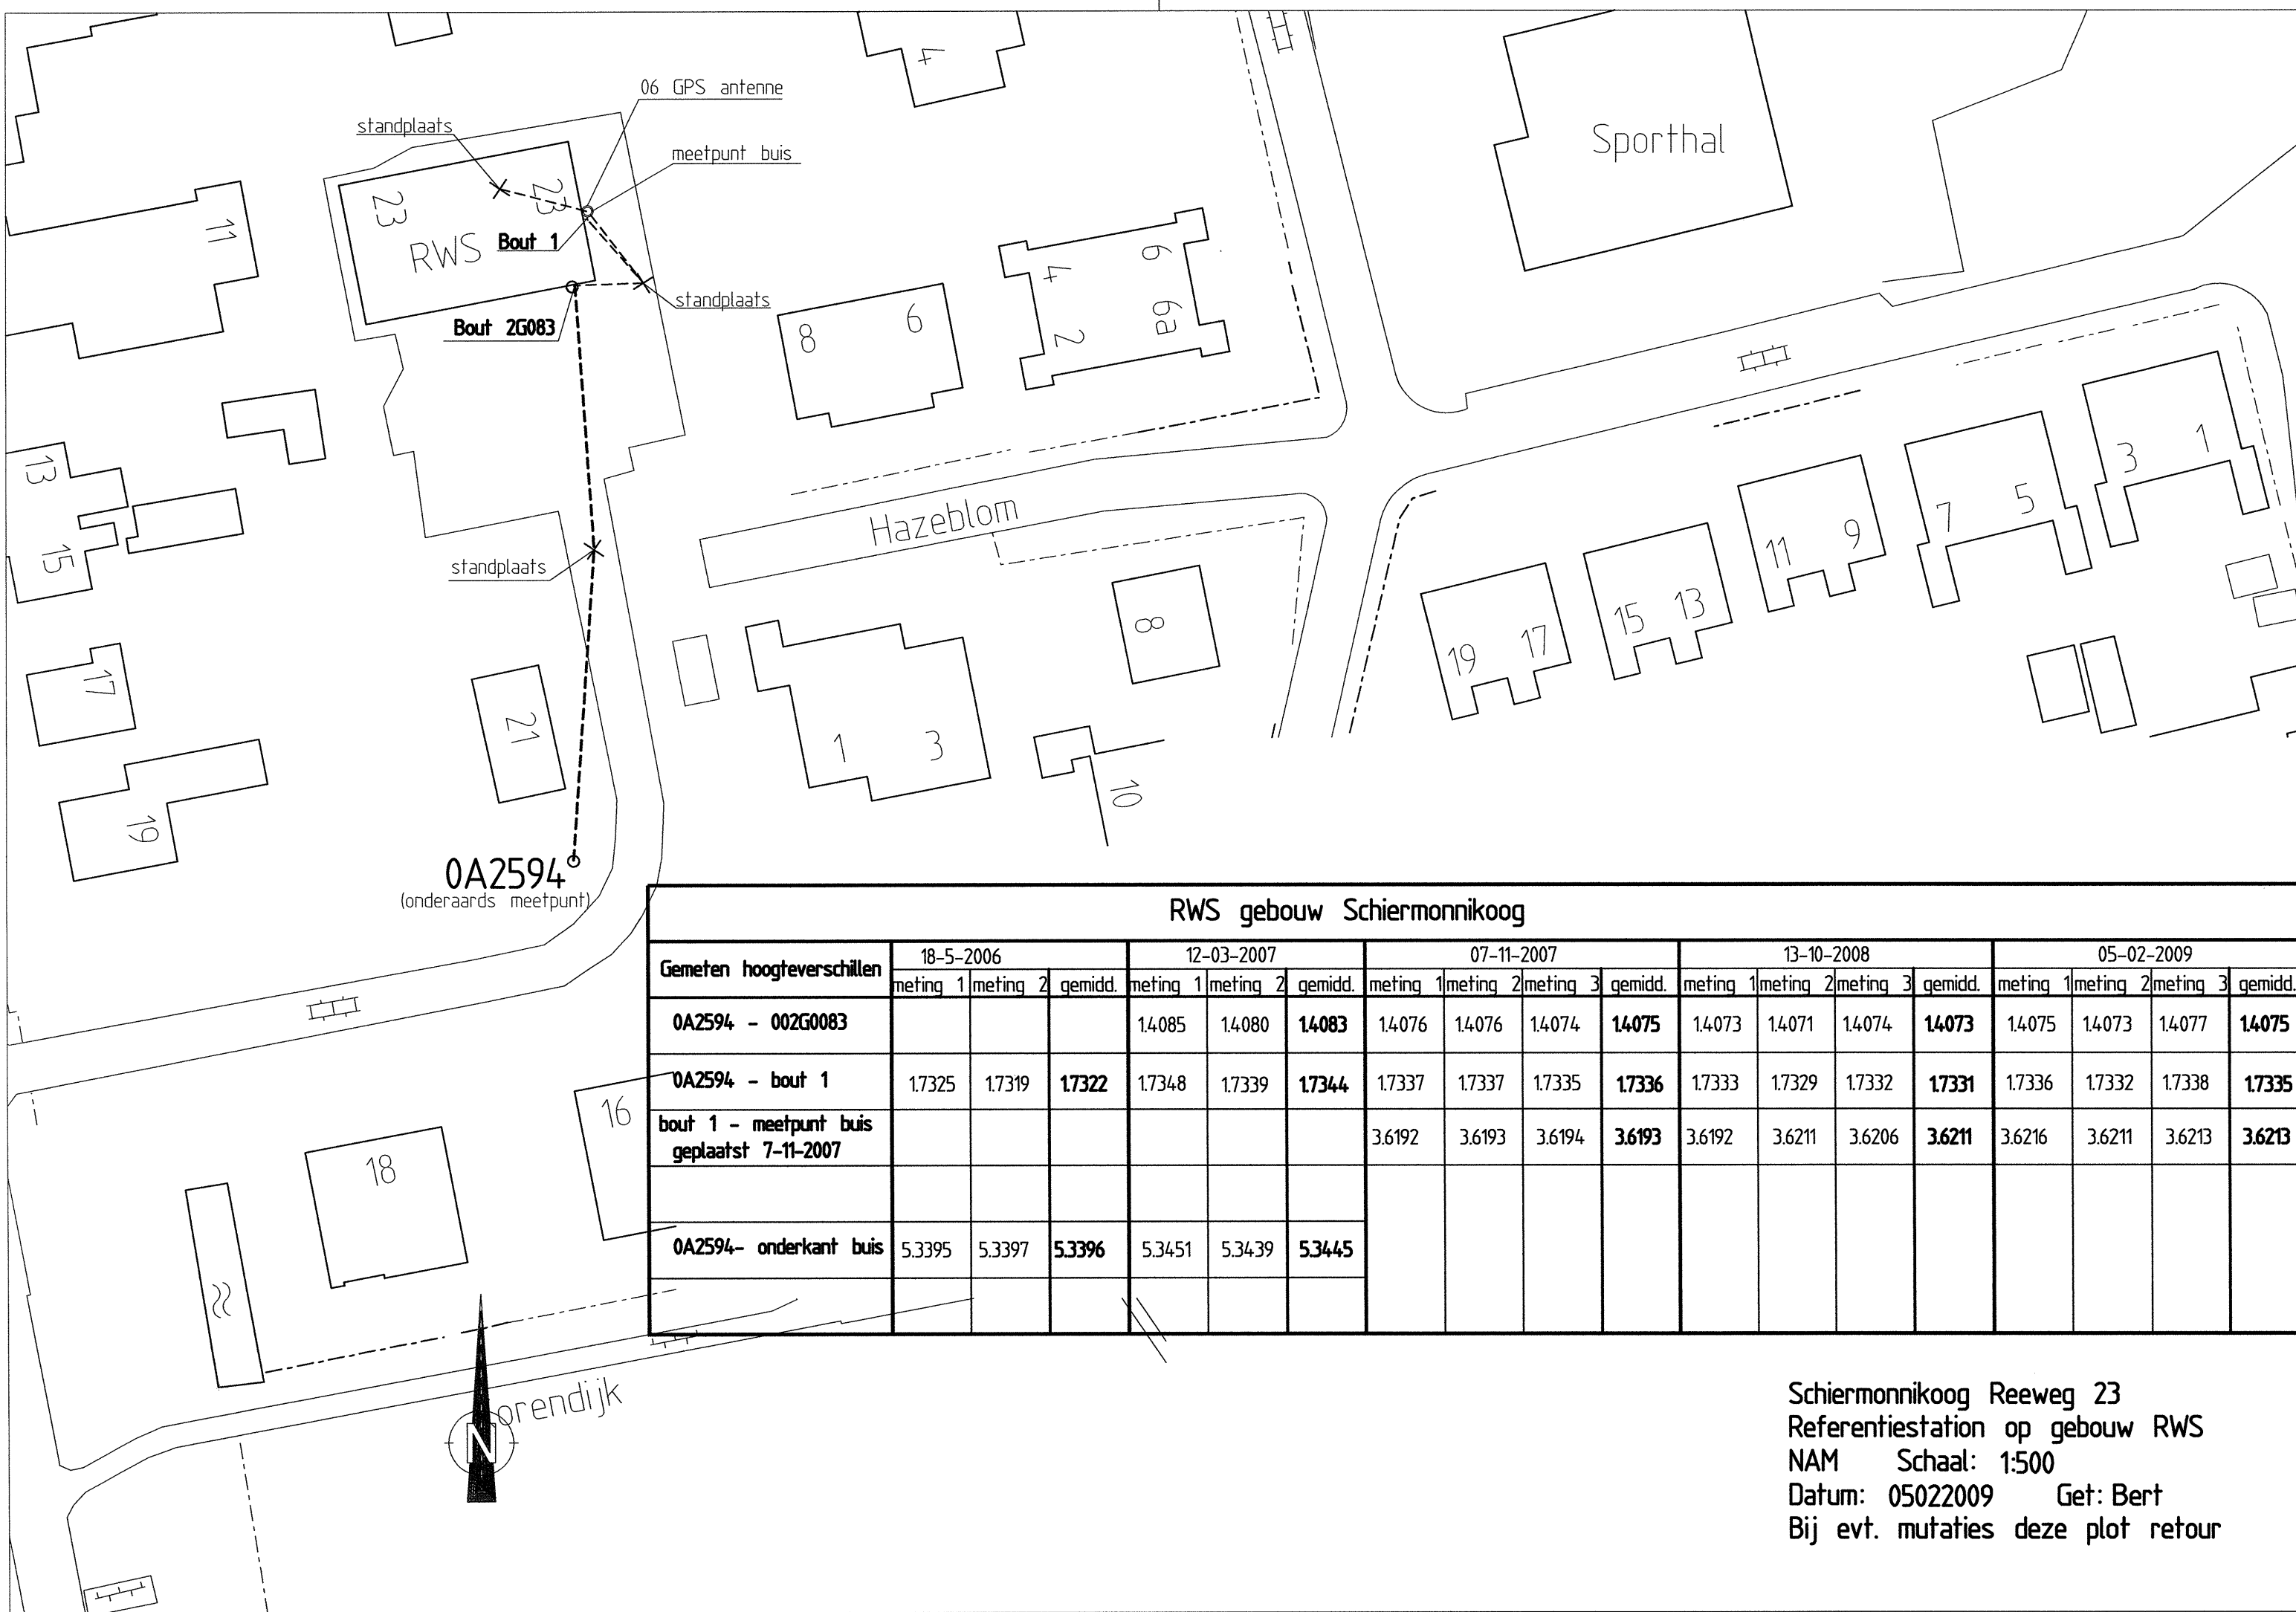 4
06 GPS antenne
standplaats
meetpunt buis
Sporthal
23
23
11
RWS
Bout 1
standplaats
Bout 2G083
8
6
4
2
6
6a
13
15
Hazeblom
standplaats
3
1
7
5
11
9
15
13
19
17
8
17
21
1
3
10
19
0A2594
(onderaards meetpunt)
RWS gebouw Schiermonnikoog
Gemeten hoogteverschillen 18-5-2006 12-03-2007 07-11-2007 13-10-2008 05-02-2009
meting 1 meting 2 gemidd. meting 1 meting 2 gemidd. meting 1 meting 2 meting 3 gemidd. meting 1 meting 2 meting 3 gemidd. meting 1 meting 2 meting 3 gemidd.
0A2594 - 002G0083 1.4085 1.4080 1.4083 1.4076 1.4076 1.4074 1.4075 1.4073 1.4071 1.4074 1.4073 1.4075 1.4073 1.4077 1.4075
0A2594 - bout 1 1.7325 1.7319 1.7322 1.7348 1.7339 1.7344 1.7337 1.7337 1.7335 1.7336 1.7333 1.7329 1.7332 1.7331 1.7336 1.7332 1.7338 1.7335
bout 1 - meetpunt buis
geplaatst 7-11-2007 3.6192 3.6193 3.6194 3.6193 3.6192 3.6211 3.6206 3.6211 3.6216 3.6211 3.6213 3.6213
0A2594- onderkant buis 5.3395 5.3397 5.3396 5.3451 5.3439 5.3445
16
18
orendijk
N
Schiermonnikoog Reeweg 23
Referentiestation op gebouw RWS
NAM Schaal: 1:500
Datum: 05022009 Get: Bert
Bij evt. mutaties deze plot retour